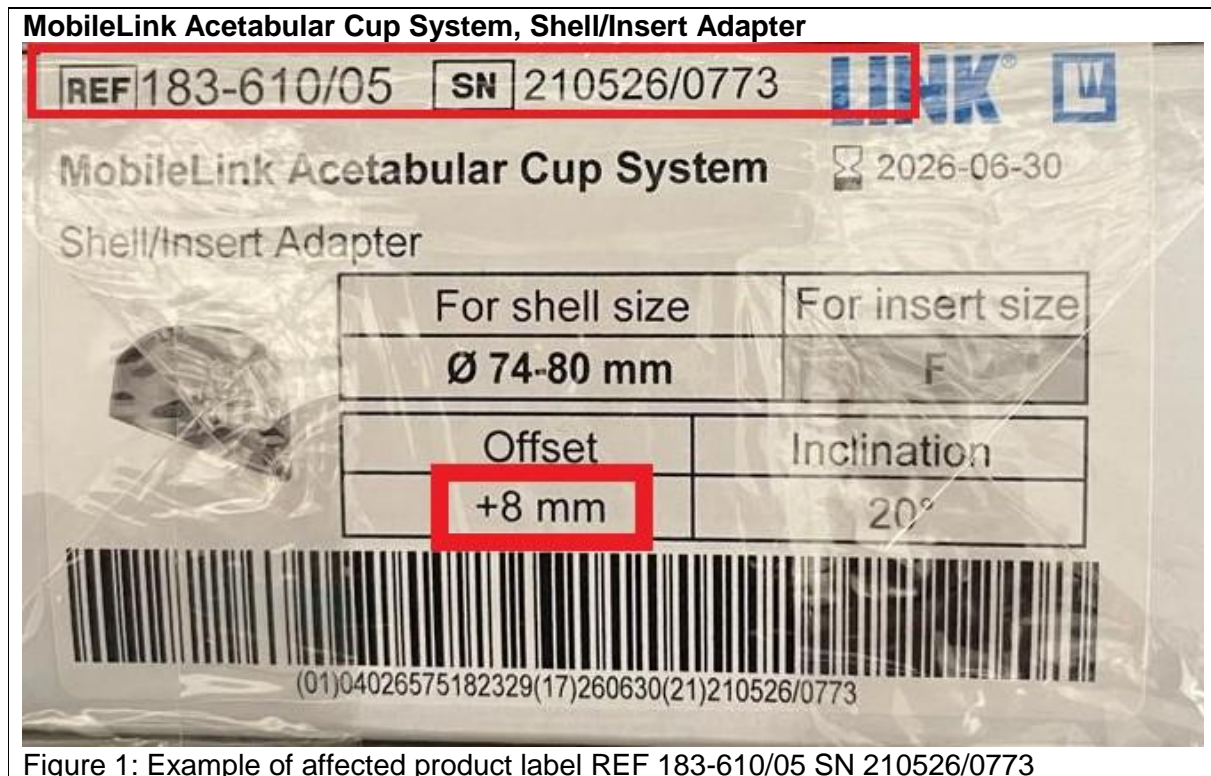 MobileLink Acetabular Cup System, Shell/Insert Adapter
REF 183-610/05 SN 210526/0773 LINK®
MobileLink Acetabular Cup System 2026-06-30
Shell/Insert Adapter
For shell size For insert size
Ø 74-80 mm F
Offset Inclination
+8 mm 20°
(01)04026575182329(17)260630(21)210526/0773
Figure 1: Example of affected product label REF 183-610/05 SN 210526/0773